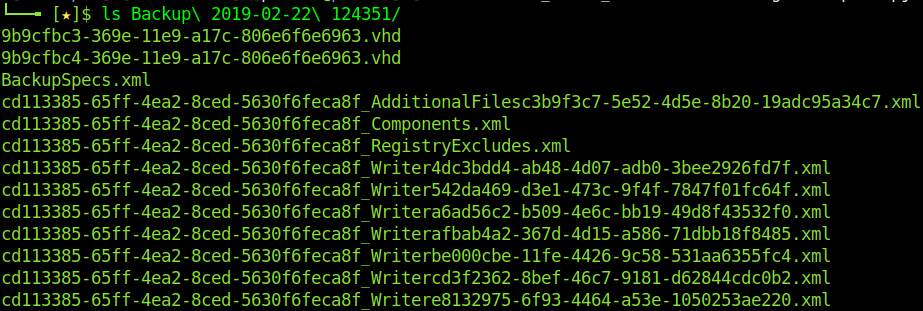 └──╼ [★]$ ls Backup\ 2019-02-22\ 124351/
9b9cfbc3-369e-11e9-a17c-806e6f6e6963.vhd
9b9cfbc4-369e-11e9-a17c-806e6f6e6963.vhd
BackupSpecs.xml
cd113385-65ff-4ea2-8ced-5630f6feca8f_AdditionalFilesc3b9f3c7-5e52-4d5e-8b20-19adc95a34c7.xml
cd113385-65ff-4ea2-8ced-5630f6feca8f_Components.xml
cd113385-65ff-4ea2-8ced-5630f6feca8f_RegistryExcludes.xml
cd113385-65ff-4ea2-8ced-5630f6feca8f_Writer4dc3bdd4-ab48-4d07-adb0-3bee2926fd7f.xml
cd113385-65ff-4ea2-8ced-5630f6feca8f_Writer542da469-d3e1-473c-9f4f-7847f01fc64f.xml
cd113385-65ff-4ea2-8ced-5630f6feca8f_Writera6ad56c2-b509-4e6c-bb19-49d8f43532f0.xml
cd113385-65ff-4ea2-8ced-5630f6feca8f_Writerafbab4a2-367d-4d15-a586-71dbb18f8485.xml
cd113385-65ff-4ea2-8ced-5630f6feca8f_Writerbe000cbe-11fe-4426-9c58-531aa6355fc4.xml
cd113385-65ff-4ea2-8ced-5630f6feca8f_Writercd3f2362-8bef-46c7-9181-d62844cdc0b2.xml
cd113385-65ff-4ea2-8ced-5630f6feca8f_Writere8132975-6f93-4464-a53e-1050253ae220.xml